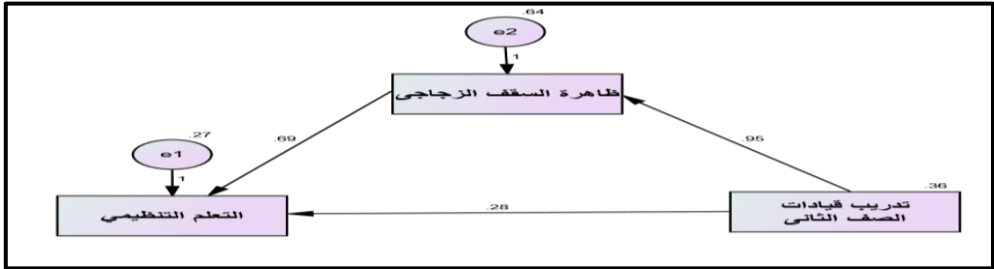 .64
e2
1
ظاهرة السقف الزجاجى
.69
.95
.27
e1
1
.36
التعلم التنظيمي
.28
تدريب قيادات
الصف الثانى